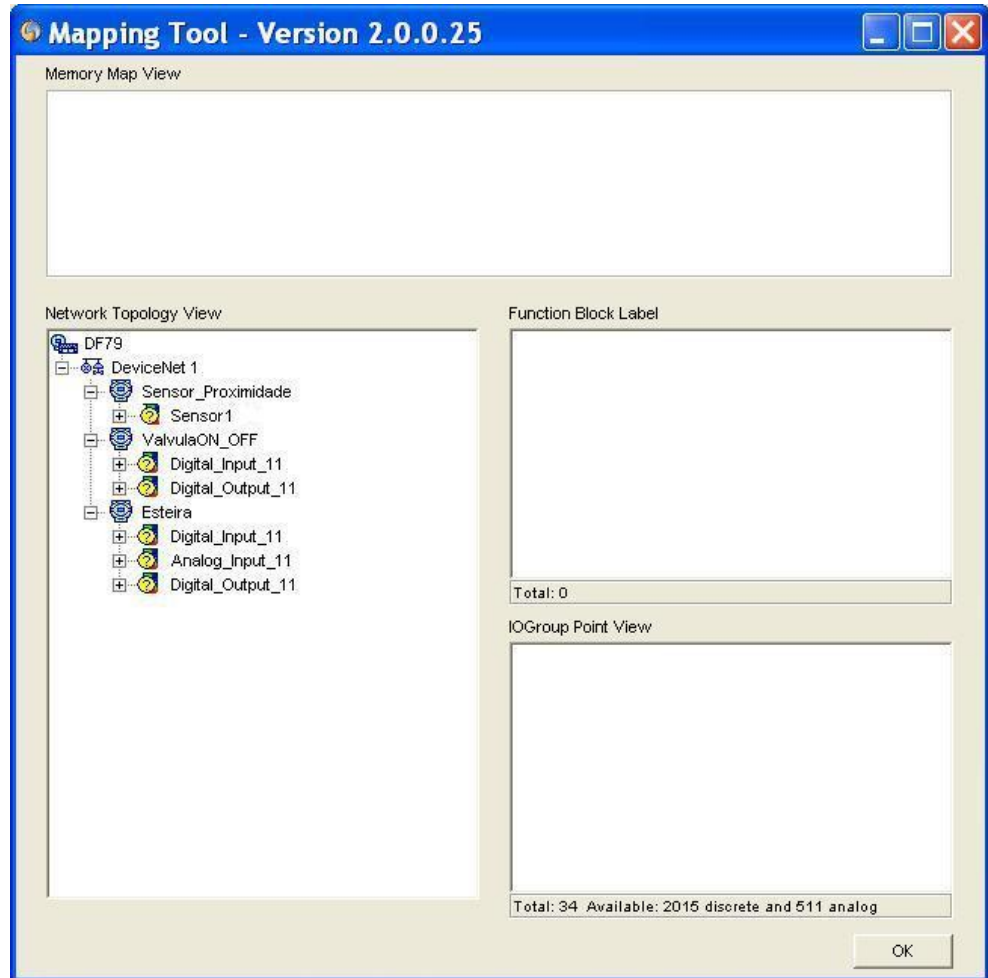 Mapping Tool - Version 2.0.0.25
Memory Map View
Network Topology View
DF79
DeviceNet 1
Sensor_Proximidade
Sensor1
ValvulaON_OFF
Digital_Input_11
Digital_Output_11
Esteira
Digital_Input_11
Analog_Input_11
Digital_Output_11
Function Block Label
Total: 0
IOGroup Point View
Total: 34 Available: 2015 discrete and 511 analog
OK